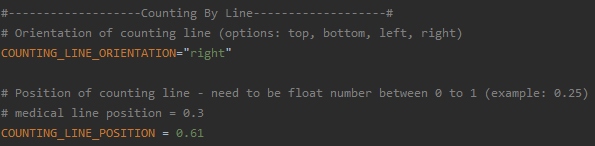 #-------------------Counting By Line-------------------#
# Orientation of counting line (options: top, bottom, left, right)
COUNTING_LINE_ORIENTATION="right"
# Position of counting line - need to be float number between 0 to 1 (example: 0.25)
# medical line position = 0.3
COUNTING_LINE_POSITION = 0.61